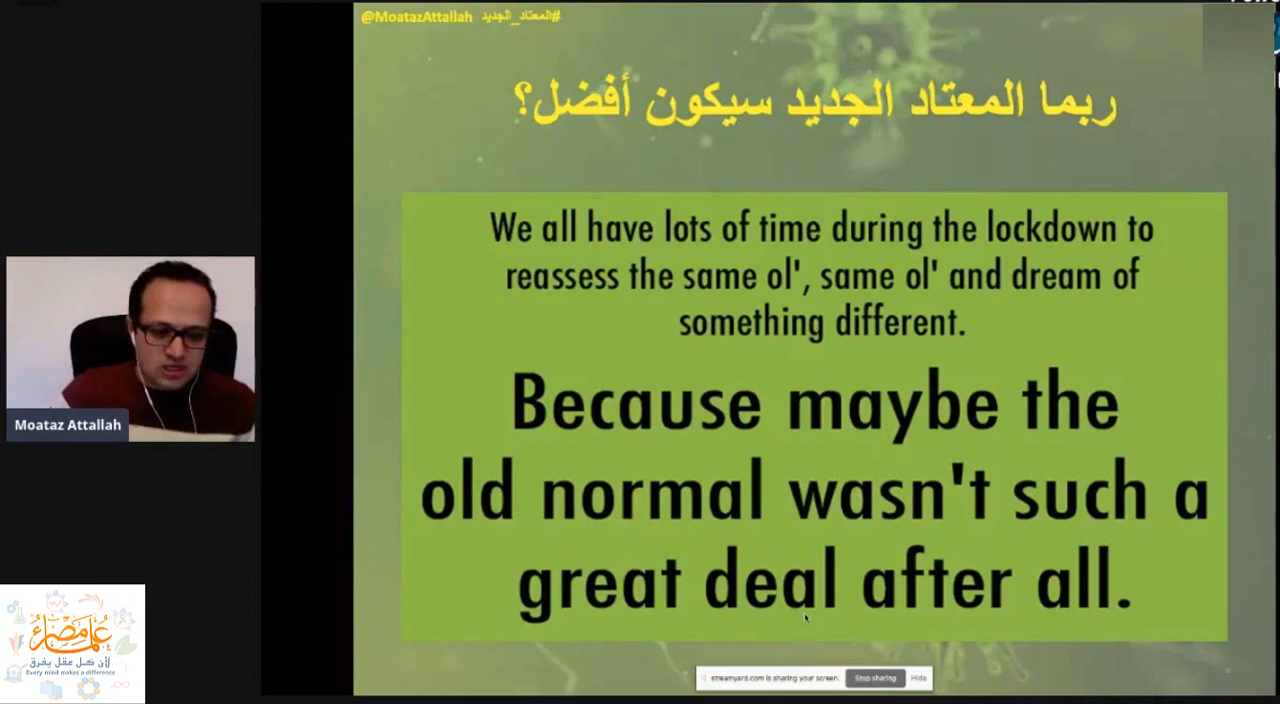 @MoatazAttallah #المعتاد_الجديد
ربما المعتاد الجديد سيكون أفضل؟
We all have lots of time during the lockdown to
reassess the same ol', same ol' and dream of
something different.
Because maybe the
old normal wasn't such a
great deal after all.
Moataz Attallah
علماء مصر
لأن كل عقل يفرق
Every mind makes a difference
streamyard.com is sharing your screen.
Stop sharing
Hide